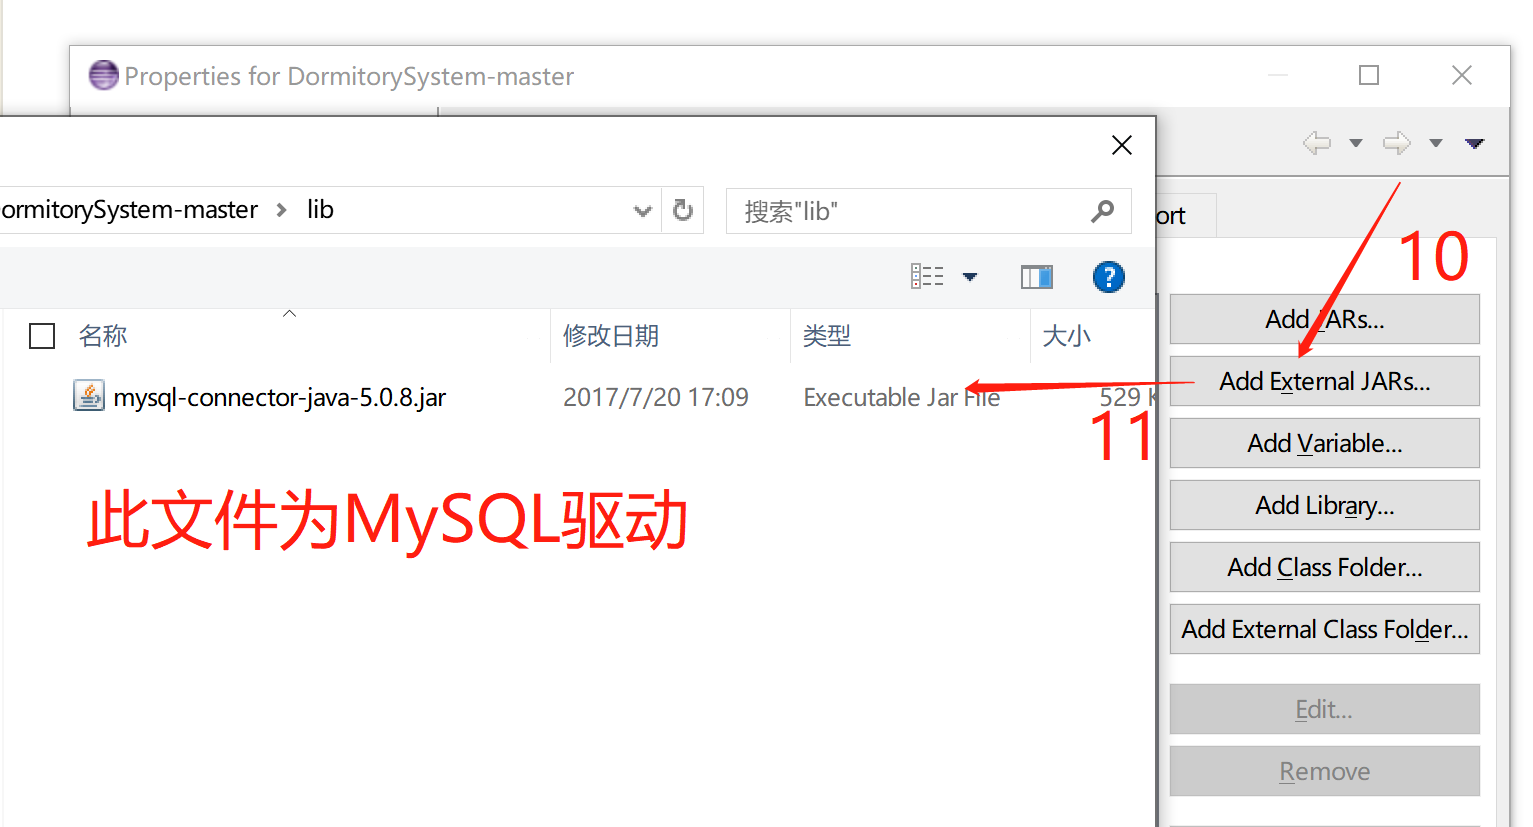 Properties for DormitorySystem-master
ormitorySystem-master > lib
搜索"lib"
ort
10
Add JARs...
名称
修改日期
类型
大小
mysql-connector-java-5.0.8.jar
2017/7/20 17:09
Executable Jar File
529 K
Add External JARs...
11
Add Variable...
此文件为MySQL驱动
Add Library...
Add Class Folder...
Add External Class Folder...
Edit...
Remove